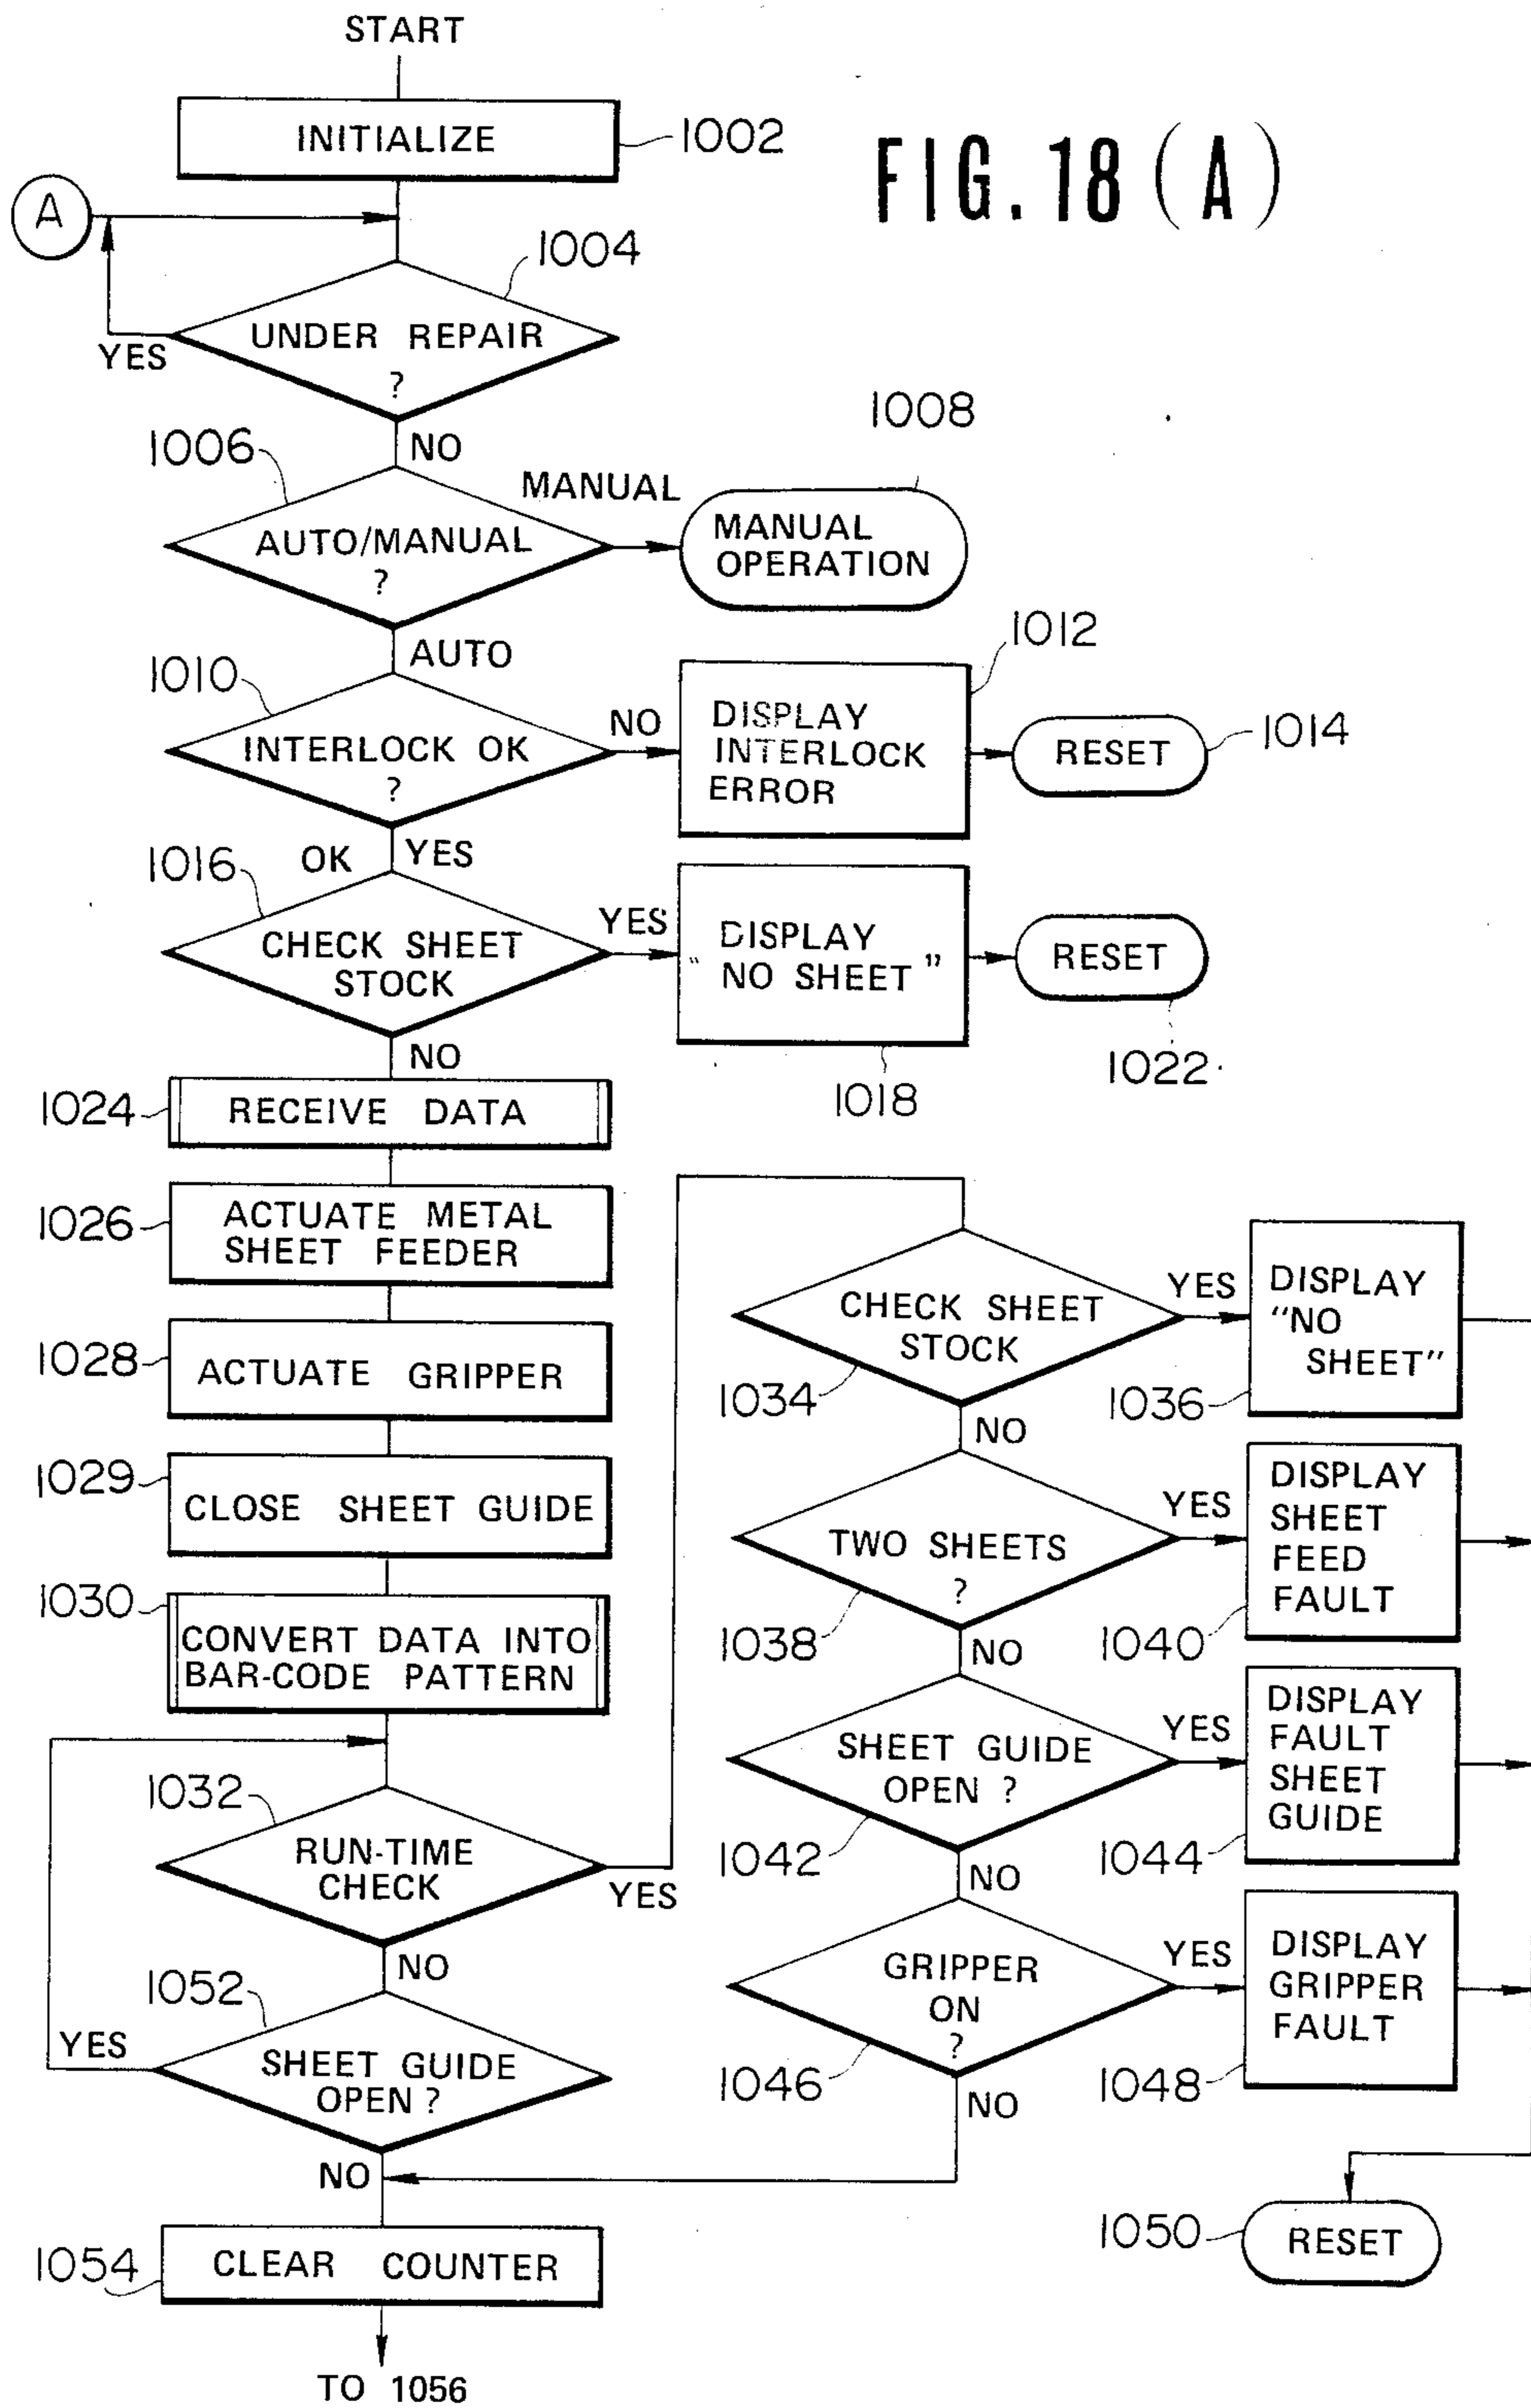 START
INITIALIZE
1002
FIG. 18 (A)
A
1004
UNDER REPAIR
?
YES
NO
1006
AUTO/MANUAL
?
MANUAL
1008
MANUAL
OPERATION
AUTO
1010
INTERLOCK OK
?
NO
1012
DISPLAY
INTERLOCK
ERROR
RESET
1014
OK YES
1016
CHECK SHEET
STOCK
YES
DISPLAY
" NO SHEET "
1018
RESET
1022
NO
1024
RECEIVE DATA
1026
ACTUATE METAL
SHEET FEEDER
1028
ACTUATE GRIPPER
1029
CLOSE SHEET GUIDE
1030
CONVERT DATA INTO
BAR-CODE PATTERN
1032
RUN-TIME
CHECK
YES
NO
1052
YES
SHEET GUIDE
OPEN ?
NO
1054
CLEAR COUNTER
TO 1056
CHECK SHEET
STOCK
1034
YES
DISPLAY
"NO
SHEET"
1036
NO
TWO SHEETS
?
1038
YES
DISPLAY
SHEET
FEED
FAULT
1040
NO
SHEET GUIDE
OPEN ?
1042
YES
DISPLAY
FAULT
SHEET
GUIDE
1044
NO
GRIPPER
ON
?
1046
YES
DISPLAY
GRIPPER
FAULT
1048
NO
1050
RESET